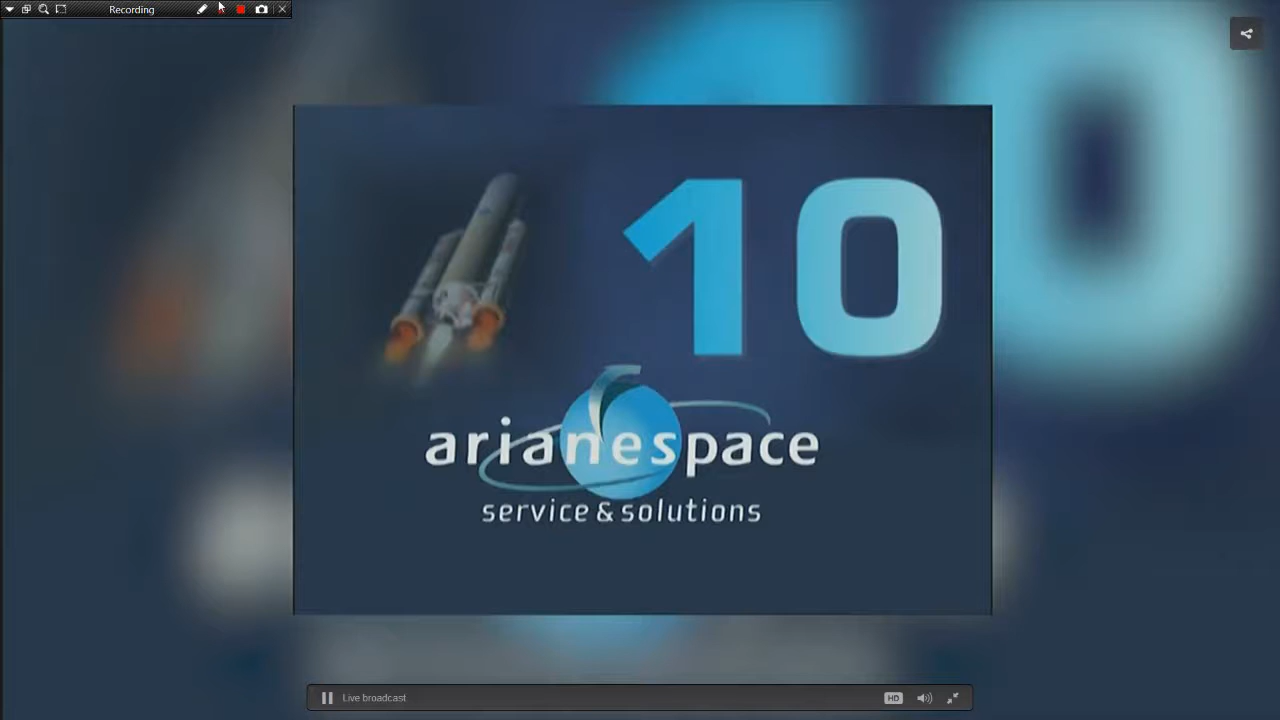 Recording
10
arianespace
service & solutions
Live broadcast
HD